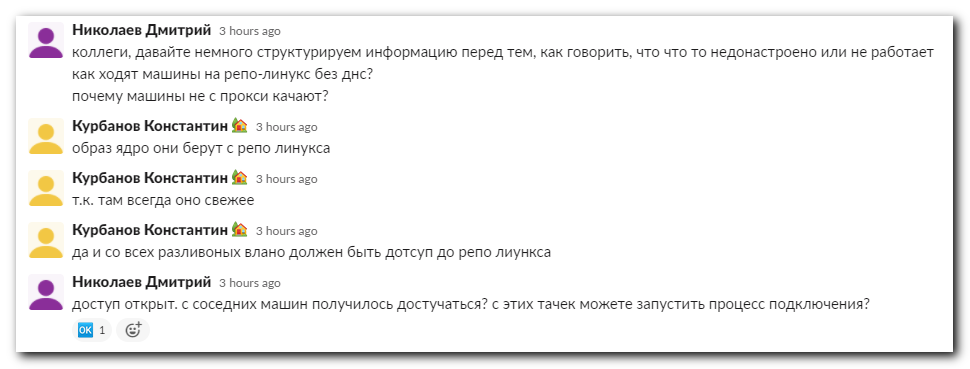 Николаев Дмитрий 3 hours ago
коллеги, давайте немного структурируем информацию перед тем, как говорить, что что то недонастроено или не работает
как ходят машины на репо-линукс без днс?
почему машины не с прокси качают?
Курбанов Константин 3 hours ago
образ ядро они берут с репо линукса
Курбанов Константин 3 hours ago
т.к. там всегда оно свежее
Курбанов Константин 3 hours ago
да и со всех разливоных влано должен быть дотсуп до репо лиункса
Николаев Дмитрий 3 hours ago
доступ открыт. с соседних машин получилось достучаться? с этих тачек можете запустить процесс подключения?
OK 1